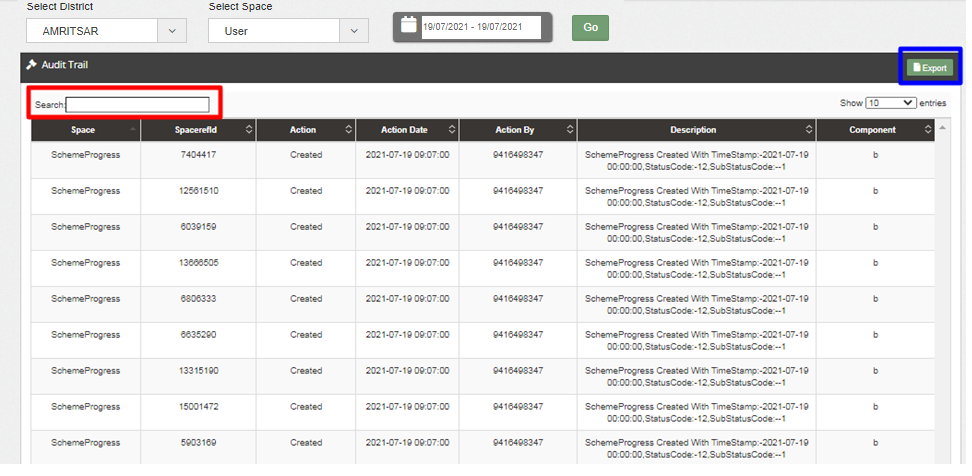 Select District Select Space
AMRITSAR User 19/07/2021 - 19/07/2021 Go
Audit Trail Export
Search: Show 10 entries
Space SpacerefId Action Action Date Action By Description Component
SchemeProgress 7404417 Created 2021-07-19 09:07:00 9416498347 SchemeProgress Created With TimeStamp:-2021-07-19 b
00:00:00,StatusCode:-12,SubStatusCode:--1
SchemeProgress 12561510 Created 2021-07-19 09:07:00 9416498347 SchemeProgress Created With TimeStamp:-2021-07-19 b
00:00:00,StatusCode:-12,SubStatusCode:--1
SchemeProgress 6039159 Created 2021-07-19 09:07:00 9416498347 SchemeProgress Created With TimeStamp:-2021-07-19 b
00:00:00,StatusCode:-12,SubStatusCode:--1
SchemeProgress 13666505 Created 2021-07-19 09:07:00 9416498347 SchemeProgress Created With TimeStamp:-2021-07-19 b
00:00:00,StatusCode:-12,SubStatusCode:--1
SchemeProgress 6806333 Created 2021-07-19 09:07:00 9416498347 SchemeProgress Created With TimeStamp:-2021-07-19 b
00:00:00,StatusCode:-12,SubStatusCode:--1
SchemeProgress 6635290 Created 2021-07-19 09:07:00 9416498347 SchemeProgress Created With TimeStamp:-2021-07-19 b
00:00:00,StatusCode:-12,SubStatusCode:--1
SchemeProgress 13315190 Created 2021-07-19 09:07:00 9416498347 SchemeProgress Created With TimeStamp:-2021-07-19 b
00:00:00,StatusCode:-12,SubStatusCode:--1
SchemeProgress 15001472 Created 2021-07-19 09:07:00 9416498347 SchemeProgress Created With TimeStamp:-2021-07-19 b
00:00:00,StatusCode:-12,SubStatusCode:--1
SchemeProgress 5903169 Created 2021-07-19 09:07:00 9416498347 SchemeProgress Created With TimeStamp:-2021-07-19 b
00:00:00,StatusCode:-12,SubStatusCode:--1